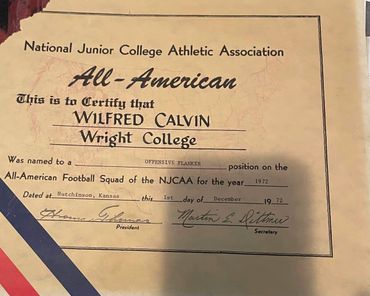 National Junior College Athletic Association
All-American
This is to Certify that
WILFRED CALVIN
Wright College
Was named to a OFFENSIVE FLANKER position on the
All-American Football Squad of the NJCAA for the year 1972
Dated at Hutchinson, Kansas this 1st day of December 1972
President
Secretary